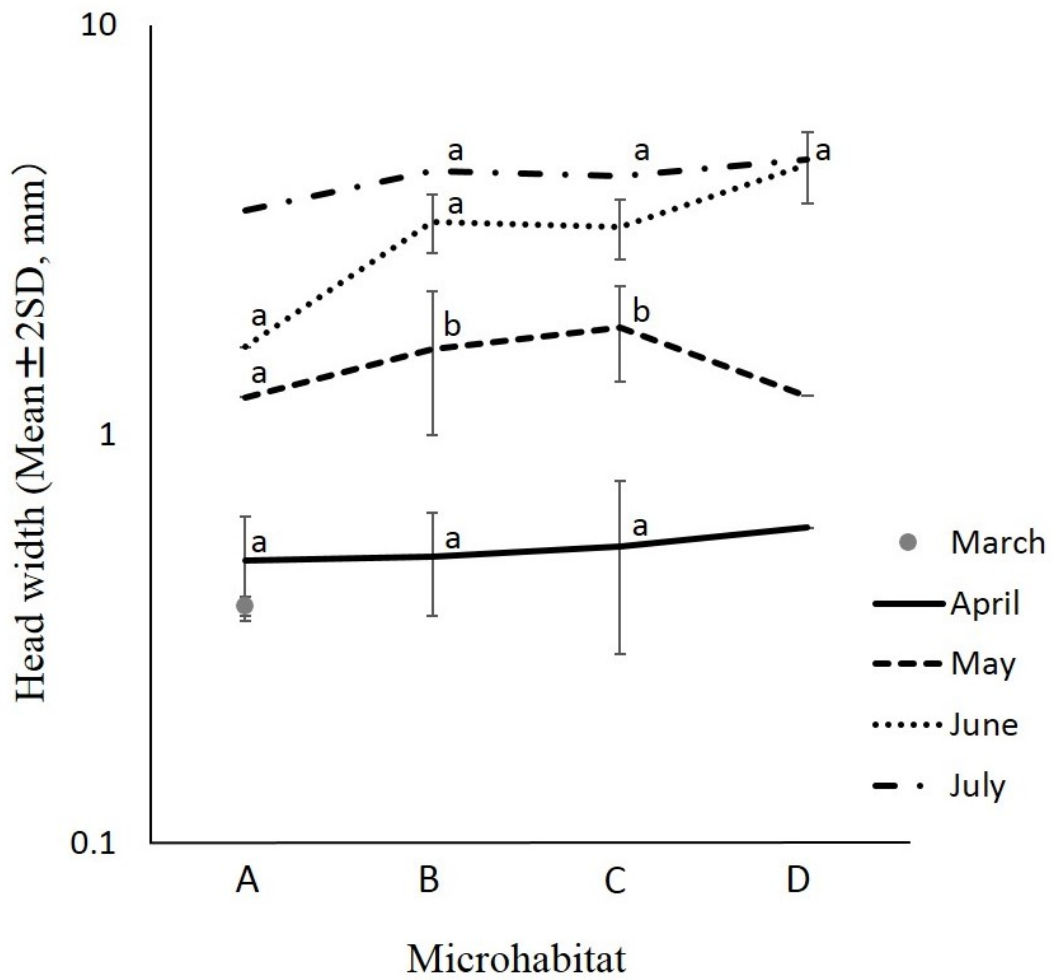 10
1
0.1
Head width (Mean±2SD, mm)
a
a
a
a
a
a
b
b
a
a
a
a
March
April
May
June
July
A B C D
Microhabitat